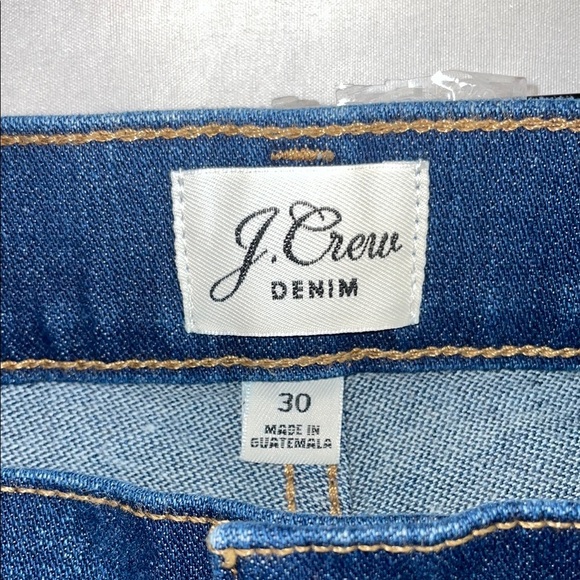 J.Crew
DENIM
30
MADE IN
GUATEMALA